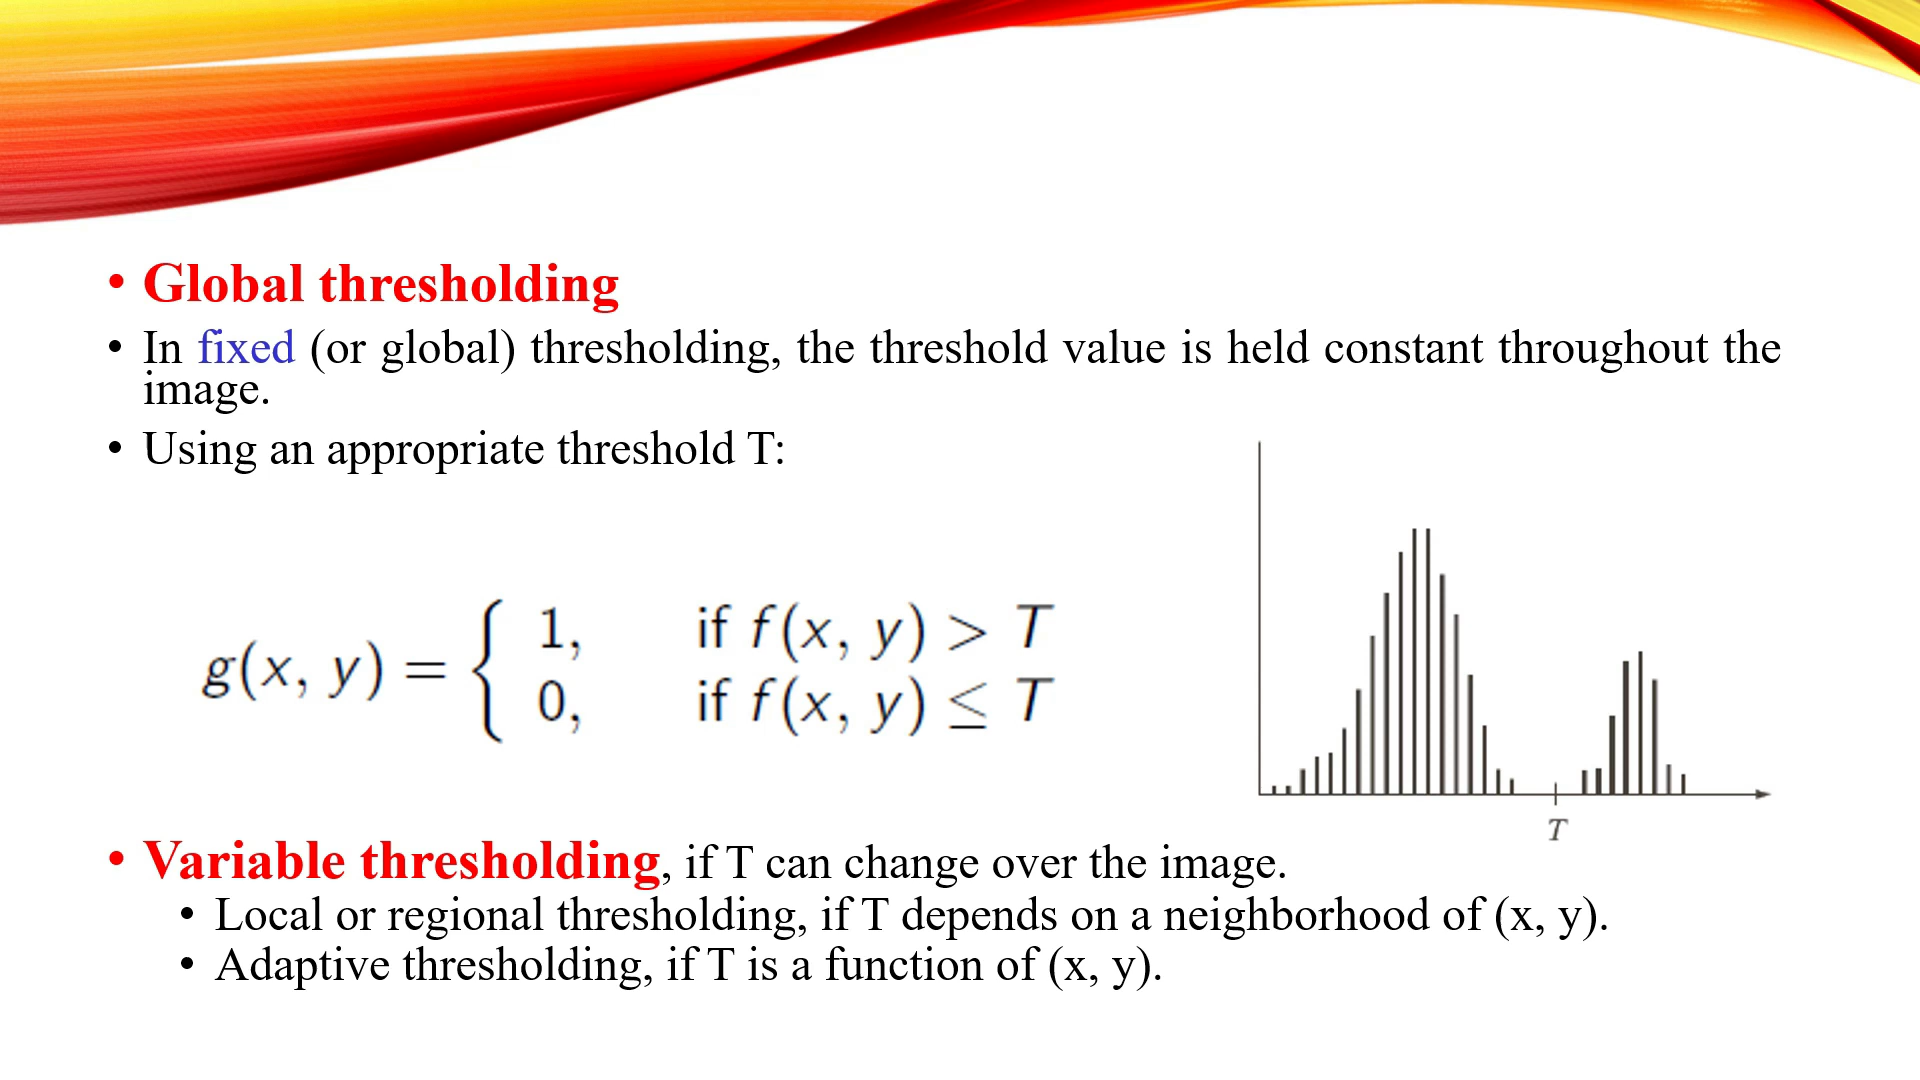 • Global thresholding
• In fixed (or global) thresholding, the threshold value is held constant throughout the
image.
• Using an appropriate threshold T:
g(x, y) = { 1, if f(x, y) > T
0, if f(x, y) ≤ T
T
• Variable thresholding, if T can change over the image.
• Local or regional thresholding, if T depends on a neighborhood of (x, y).
• Adaptive thresholding, if T is a function of (x, y).